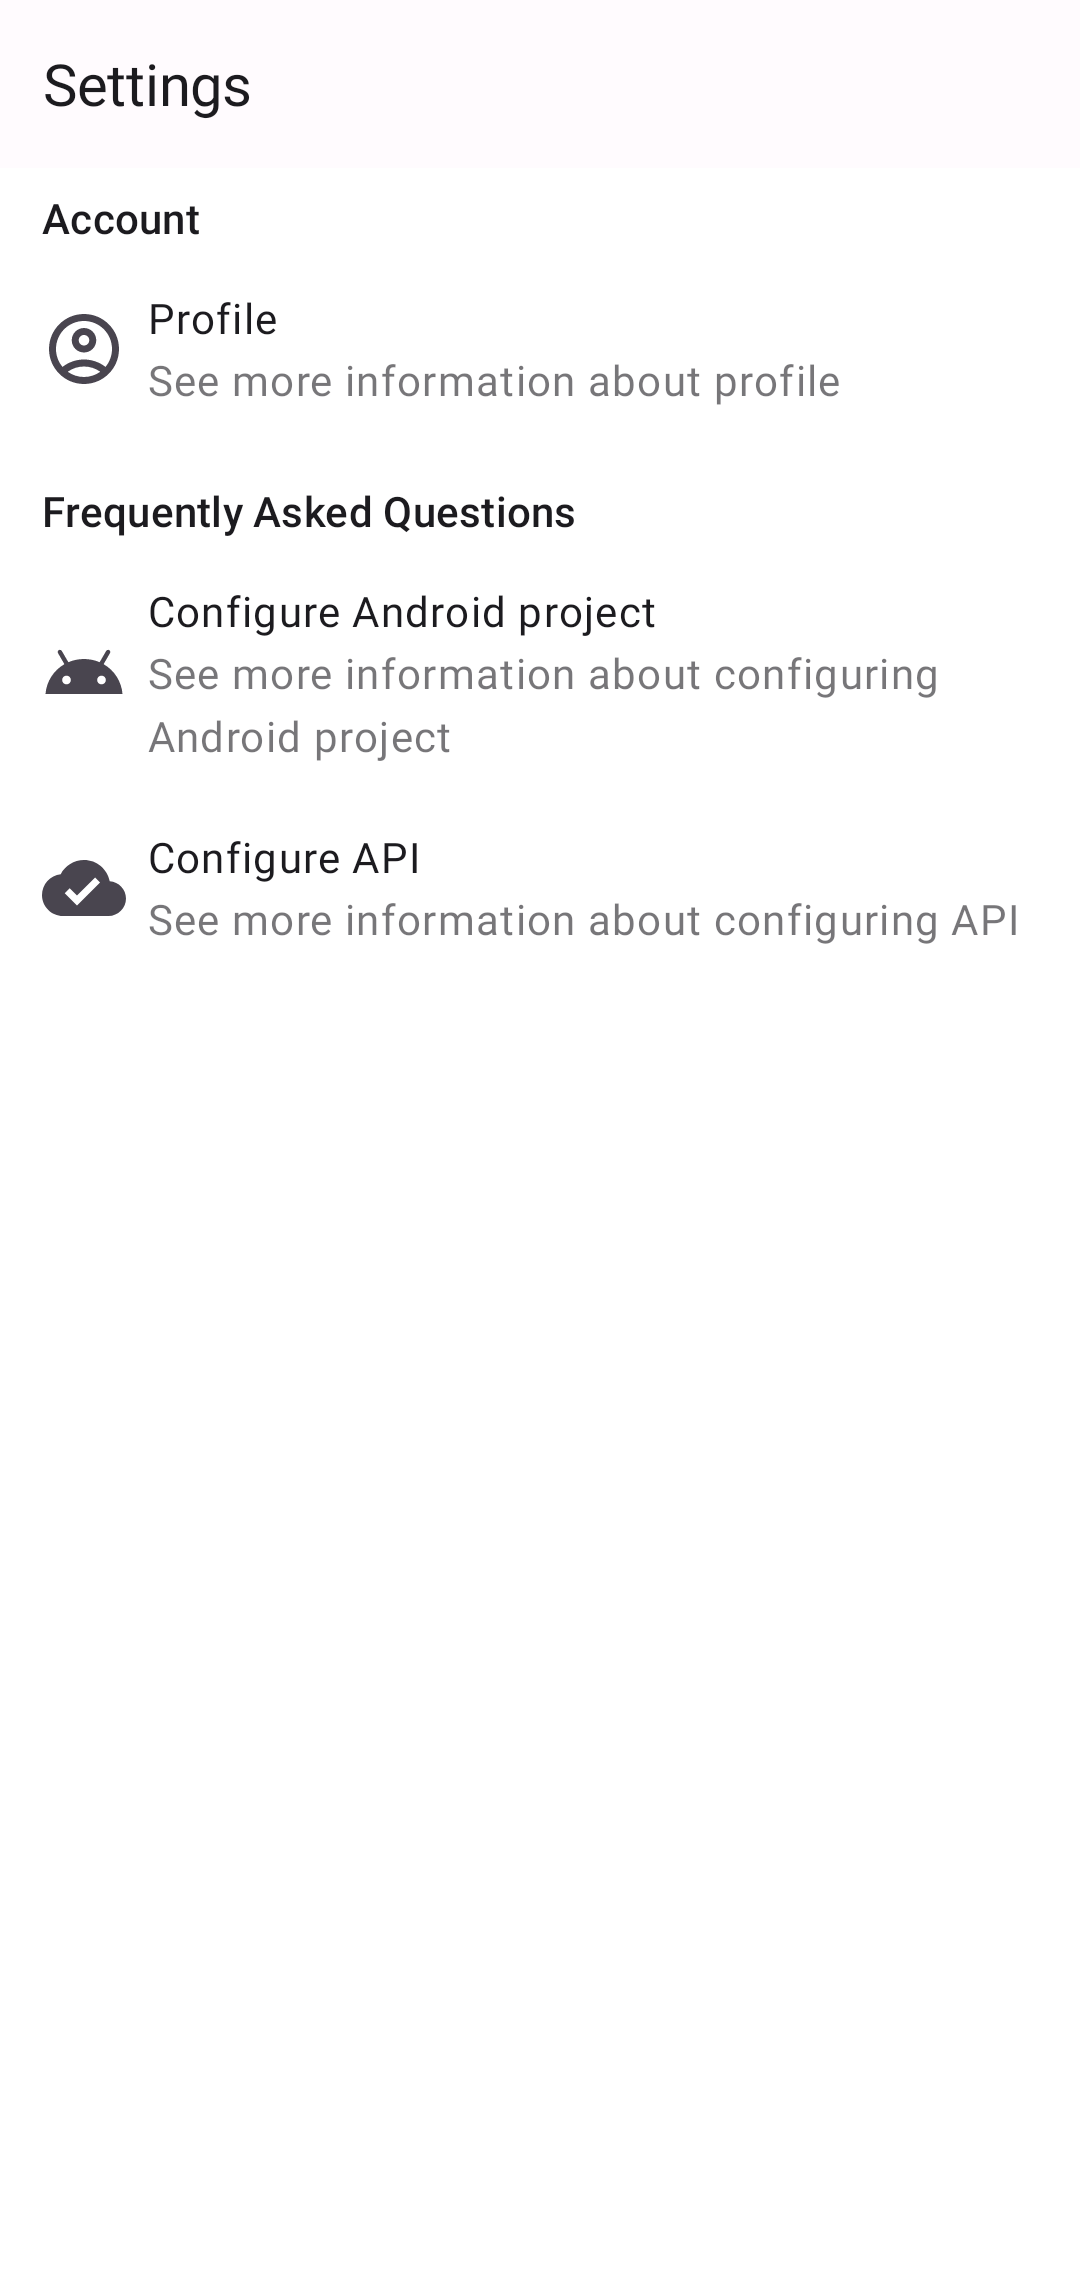 Settings
Account
Profile
See more information about profile
Frequently Asked Questions
Configure Android project
See more information about configuring
Android project
Configure API
See more information about configuring API